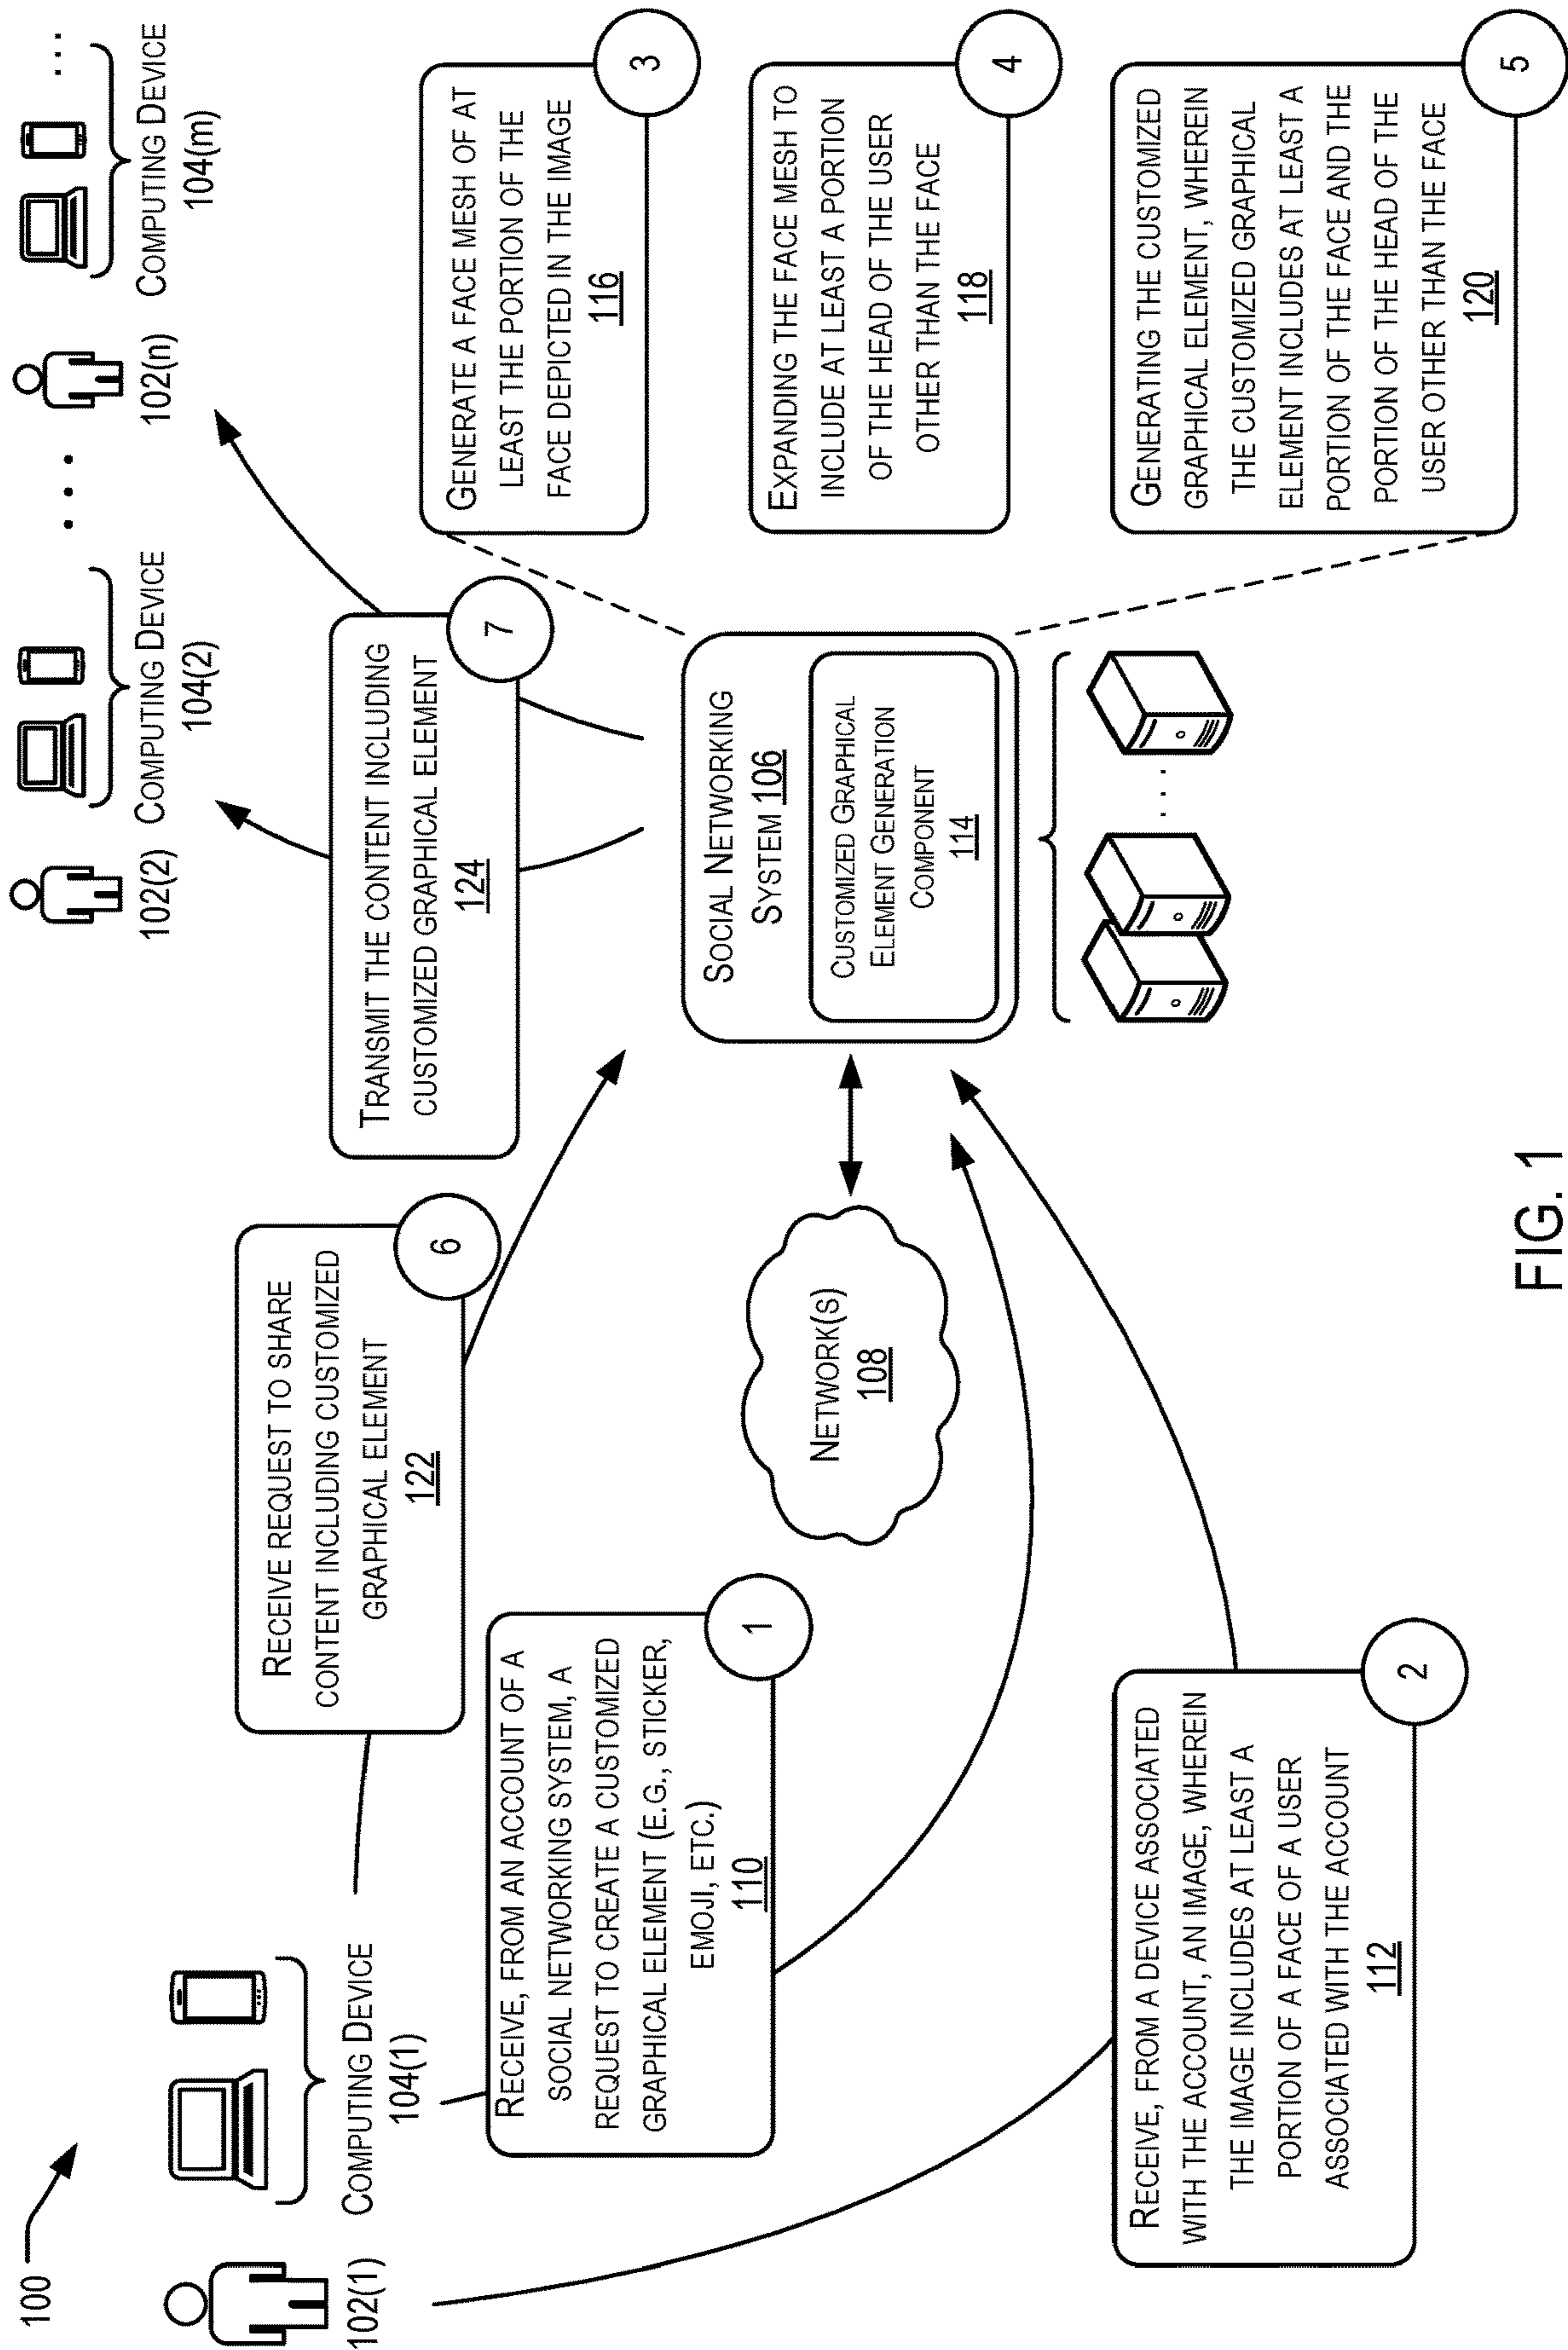 100
102(1)
COMPUTING DEVICE
104(1)
102(2)
COMPUTING DEVICE
104(2)
. . .
102(n)
COMPUTING DEVICE
104(m)
. . .
RECEIVE REQUEST TO SHARE
CONTENT INCLUDING CUSTOMIZED
GRAPHICAL ELEMENT
122
6
TRANSMIT THE CONTENT INCLUDING
CUSTOMIZED GRAPHICAL ELEMENT
124
7
RECEIVE, FROM AN ACCOUNT OF A
SOCIAL NETWORKING SYSTEM, A
REQUEST TO CREATE A CUSTOMIZED
GRAPHICAL ELEMENT (E.G., STICKER,
EMOJI, ETC.)
110
1
NETWORK(S)
108
SOCIAL NETWORKING
SYSTEM 106
CUSTOMIZED GRAPHICAL
ELEMENT GENERATION
COMPONENT
114
. . . .
GENERATE A FACE MESH OF AT
LEAST THE PORTION OF THE
FACE DEPICTED IN THE IMAGE
116
3
EXPANDING THE FACE MESH TO
INCLUDE AT LEAST A PORTION
OF THE HEAD OF THE USER
OTHER THAN THE FACE
118
4
GENERATING THE CUSTOMIZED
GRAPHICAL ELEMENT, WHEREIN
THE CUSTOMIZED GRAPHICAL
ELEMENT INCLUDES AT LEAST A
PORTION OF THE FACE AND THE
PORTION OF THE HEAD OF THE
USER OTHER THAN THE FACE
120
5
RECEIVE, FROM A DEVICE ASSOCIATED
WITH THE ACCOUNT, AN IMAGE, WHEREIN
THE IMAGE INCLUDES AT LEAST A
PORTION OF A FACE OF A USER
ASSOCIATED WITH THE ACCOUNT
112
2
FIG. 1